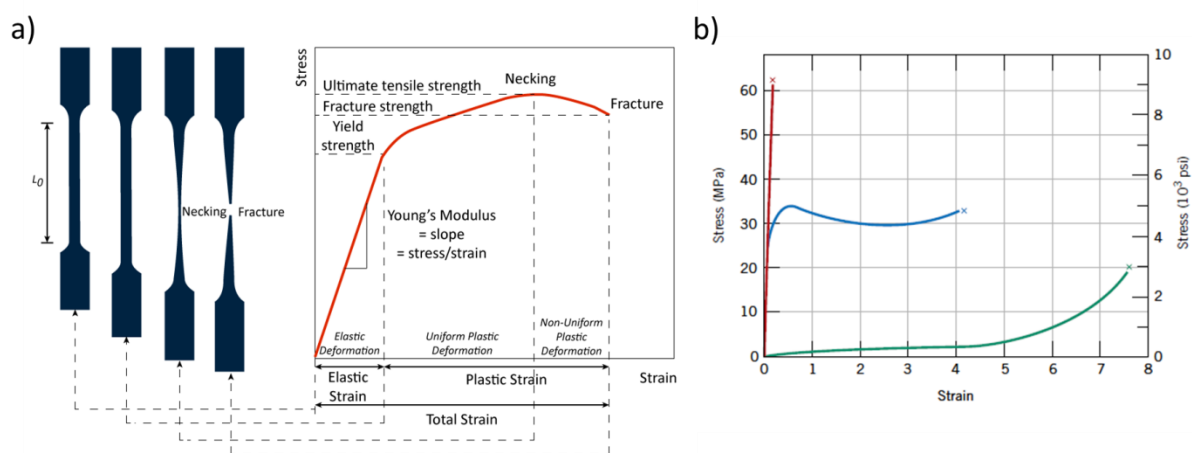 a)
L0
Necking
Fracture
Stress
Ultimate tensile strength
Necking
Fracture strength
Fracture
Yield
strength
Young's Modulus
= slope
= stress/strain
Elastic
Deformation
Uniform Plastic
Deformation
Non-Uniform
Plastic
Deformation
Elastic
Strain
Plastic Strain
Strain
Total Strain
b)
Stress (MPa)
60
50
40
30
20
10
0
0 1 2 3 4 5 6 7 8
Strain
10
8
6
4
2
0
Stress (10³ psi)